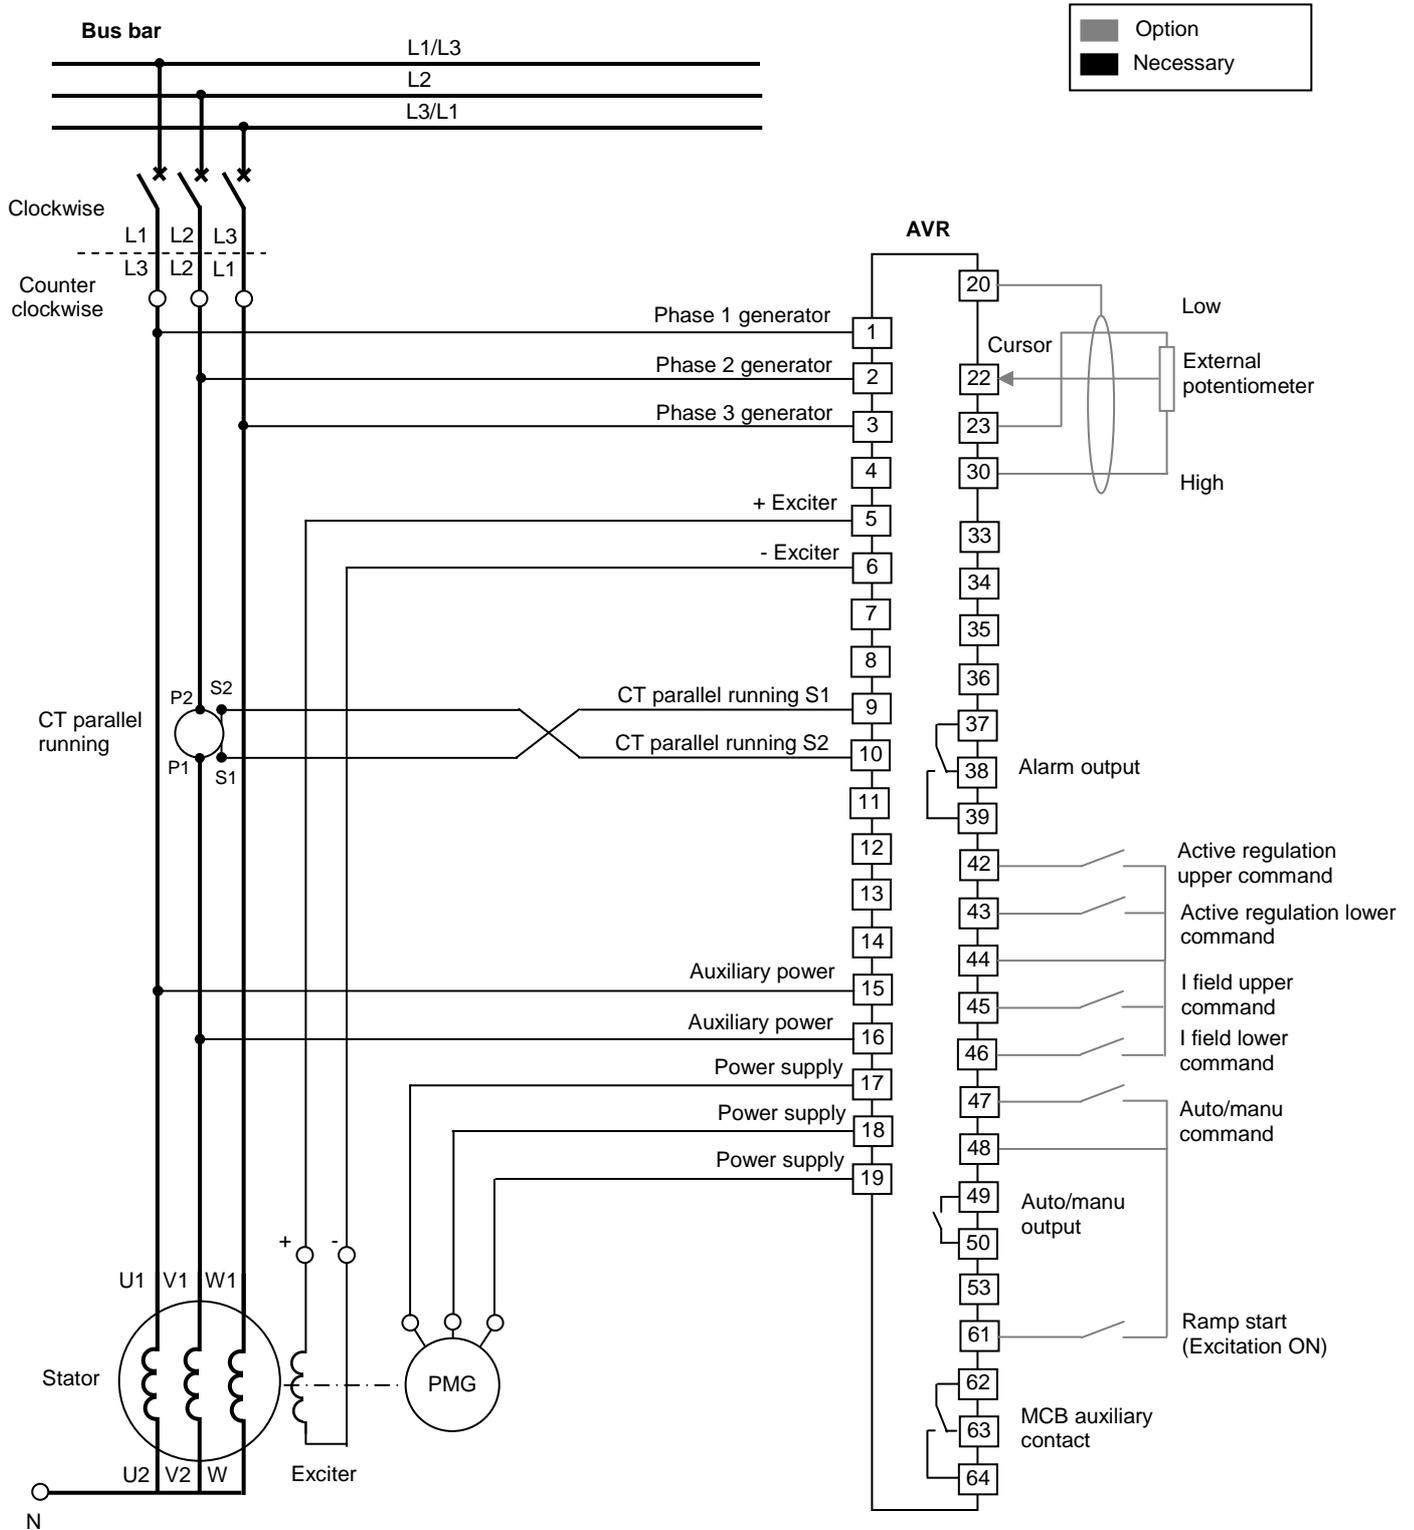 Bus bar
L1/L3
L2
L3/L1
Option
Necessary
Clockwise
L1 L2 L3
L3 L2 L1
Counter
clockwise
AVR
Phase 1 generator
1
Phase 2 generator
2
Phase 3 generator
3
4
+ Exciter
5
- Exciter
6
7
8
CT parallel running S1
9
CT parallel running S2
10
11
12
13
14
Auxiliary power
15
Auxiliary power
16
Power supply
17
Power supply
18
Power supply
19
20
Low
Cursor
22
External
potentiometer
23
30
High
33
34
35
36
37
38
Alarm output
39
42
Active regulation
upper command
43
Active regulation lower
command
44
45
I field upper
command
46
I field lower
command
47
Auto/manu
command
48
49
Auto/manu
output
50
53
61
Ramp start
(Excitation ON)
62
63
MCB auxiliary
contact
64
CT parallel
running
P2
S2
P1
S1
+ -
U1 V1 W1
Stator
PMG
U2 V2 W
Exciter
N